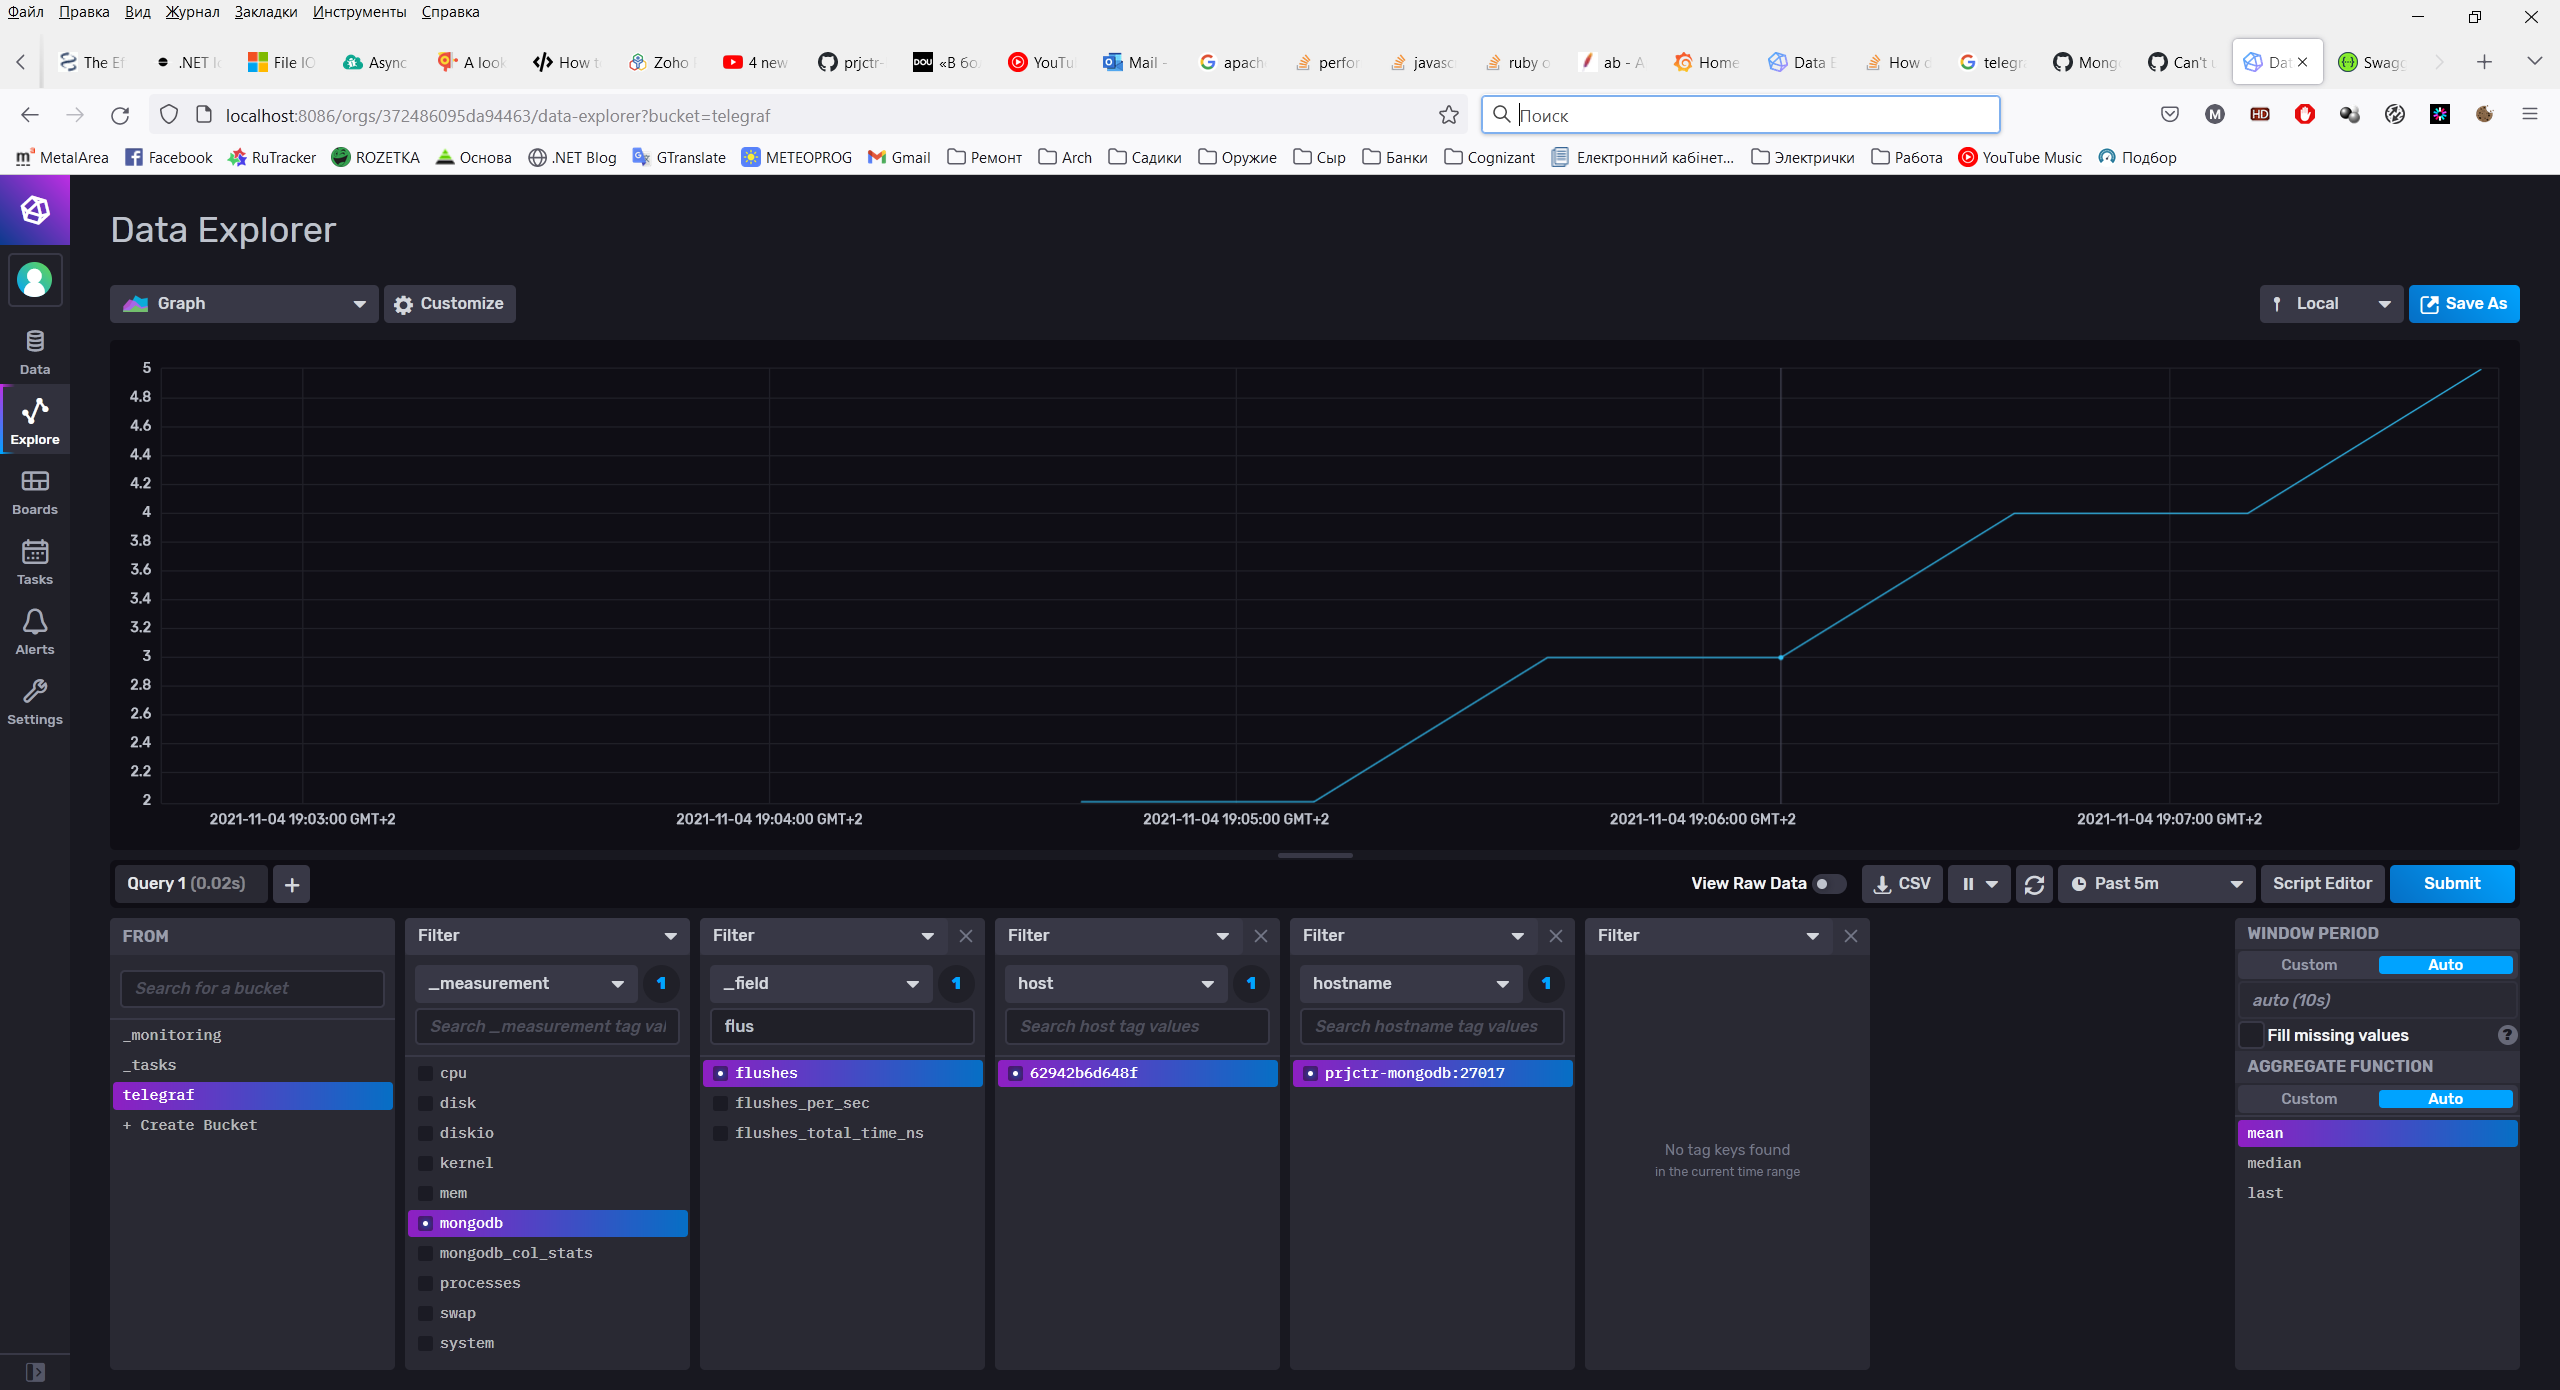 Файл Правка Вид Журнал Закладки Инструменты Справка
The Ef .NET Ic File IO Async A look How t Zoho 4 new prjctr- «В бо YouTu Mail - apach perfor javasc ruby o ab - A Home Data E How d telegr Mong Can't u Dat Swagg
localhost:8086/orgs/372486095da94463/data-explorer?bucket=telegraf Поиск
MetalArea Facebook RuTracker ROZETKA Основа .NET Blog GTranslate METEOPROG Gmail Ремонт Arch Садики Оружие Сыр Банки Cognizant Електронний кабінет... Электрички Работа YouTube Music Подбор
Data Explorer
Graph Customize Local Save As
Data
Explore
Boards
Tasks
Alerts
Settings
5
4.8
4.6
4.4
4.2
4
3.8
3.6
3.4
3.2
3
2.8
2.6
2.4
2.2
2
2021-11-04 19:03:00 GMT+2 2021-11-04 19:04:00 GMT+2 2021-11-04 19:05:00 GMT+2 2021-11-04 19:06:00 GMT+2 2021-11-04 19:07:00 GMT+2
Query 1 (0.02s) + View Raw Data CSV Past 5m Script Editor Submit
FROM
Search for a bucket
_monitoring
_tasks
telegraf
+ Create Bucket
Filter
_measurement 1
Search _measurement tag val
cpu
disk
diskio
kernel
mem
mongodb
mongodb_col_stats
processes
swap
system
Filter
_field 1
flus
flushes
flushes_per_sec
flushes_total_time_ns
Filter
host 1
Search host tag values
62942b6d648f
Filter
hostname 1
Search hostname tag values
prjctr-mongodb:27017
Filter
No tag keys found
in the current time range
WINDOW PERIOD
Custom Auto
auto (10s)
Fill missing values ?
AGGREGATE FUNCTION
Custom Auto
mean
median
last